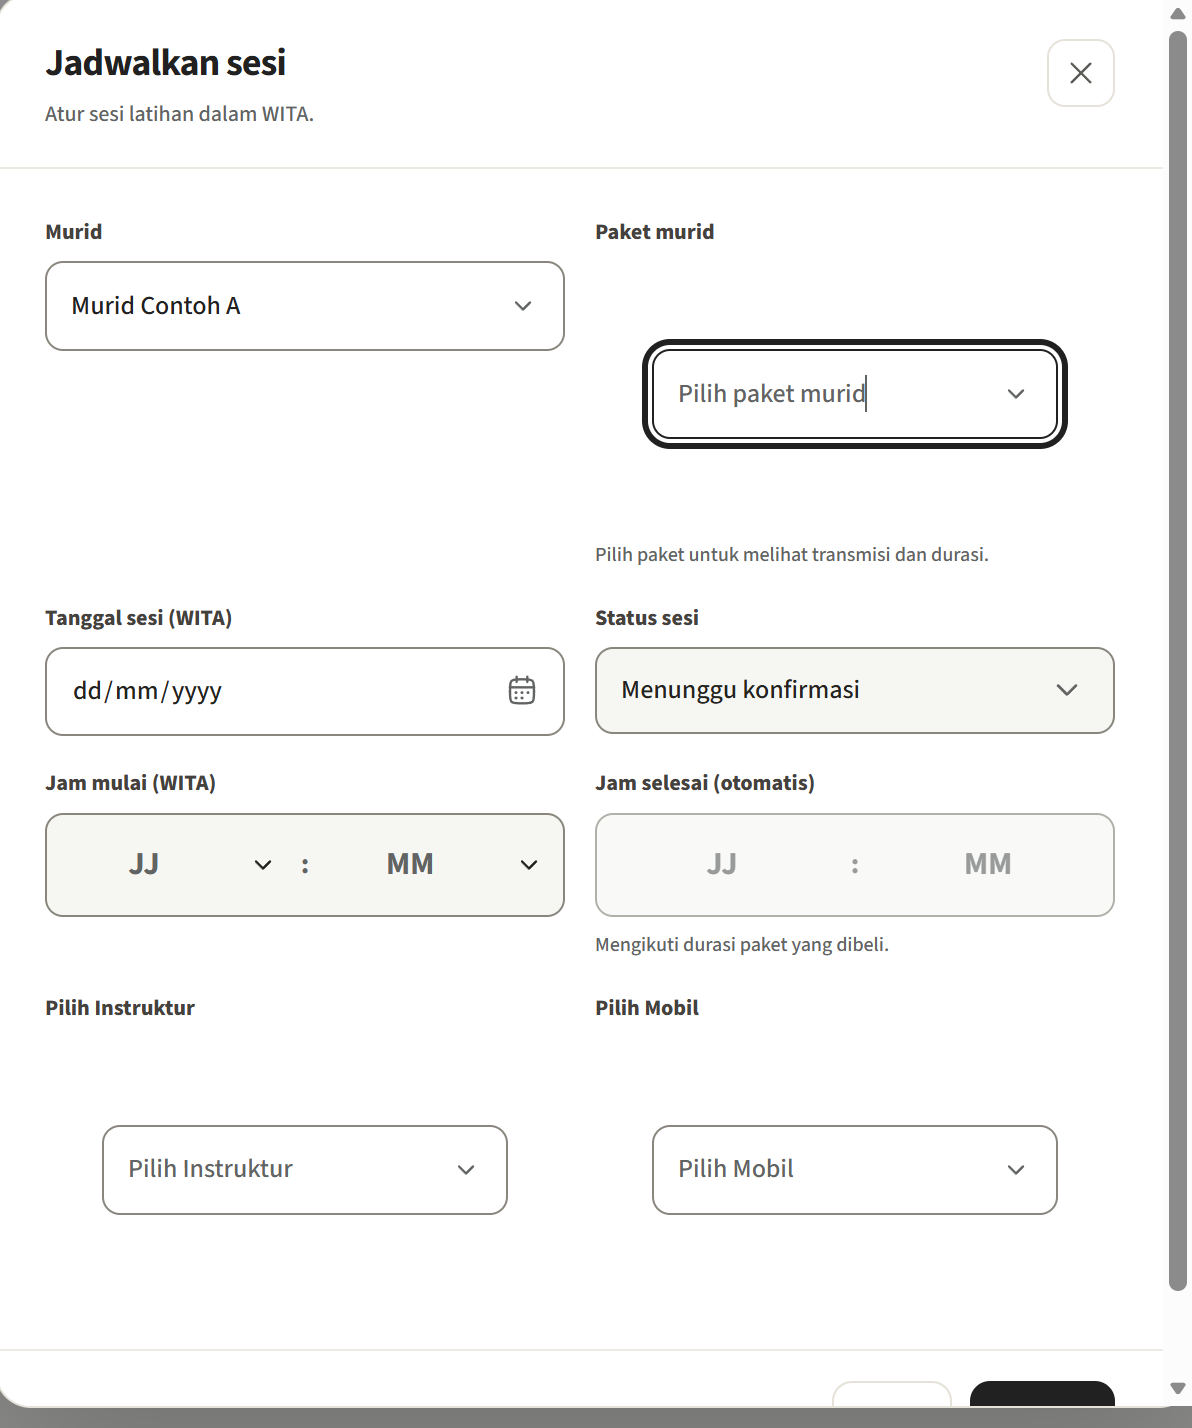 Jadwalkan sesi
Atur sesi latihan dalam WITA.
Murid
Paket murid
Murid Contoh A
Pilih paket murid
Pilih paket untuk melihat transmisi dan durasi.
Tanggal sesi (WITA)
Status sesi
dd/mm/yyyy
Menunggu konfirmasi
Jam mulai (WITA)
Jam selesai (otomatis)
JJ : MM
JJ : MM
Mengikuti durasi paket yang dibeli.
Pilih Instruktur
Pilih Mobil
Pilih Instruktur
Pilih Mobil